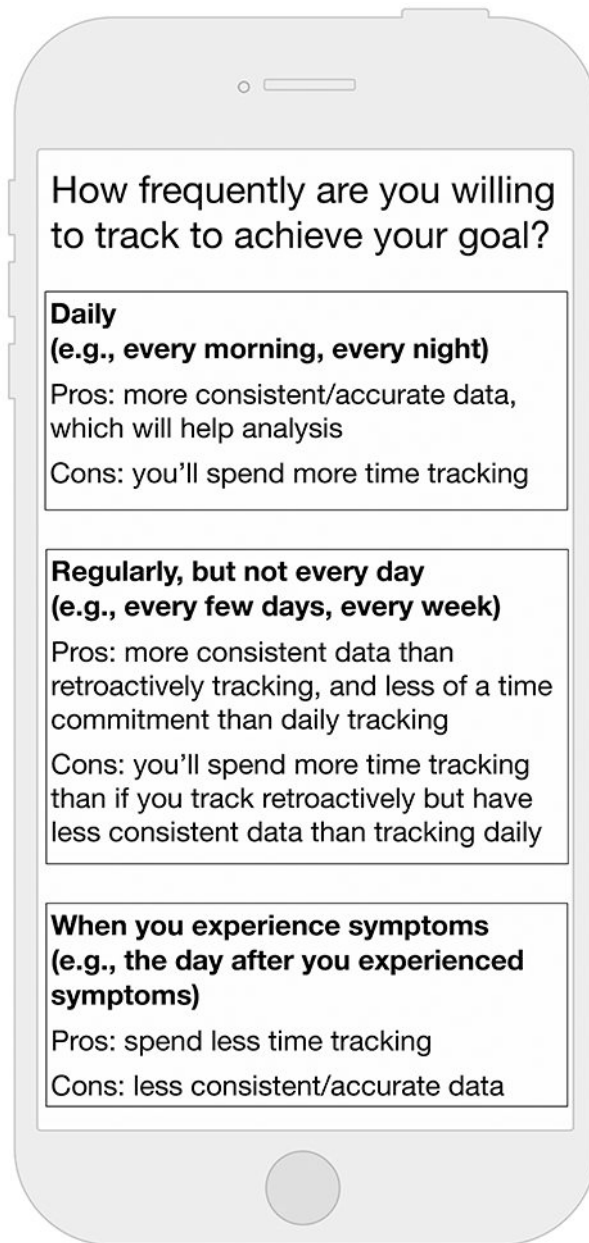 How frequently are you willing
to track to achieve your goal?
Daily
(e.g., every morning, every night)
Pros: more consistent/accurate data,
which will help analysis
Cons: you’ll spend more time tracking
Regularly, but not every day
(e.g., every few days, every week)
Pros: more consistent data than
retroactively tracking, and less of a time
commitment than daily tracking
Cons: you’ll spend more time tracking
than if you track retroactively but have
less consistent data than tracking daily
When you experience symptoms
(e.g., the day after you experienced
symptoms)
Pros: spend less time tracking
Cons: less consistent/accurate data